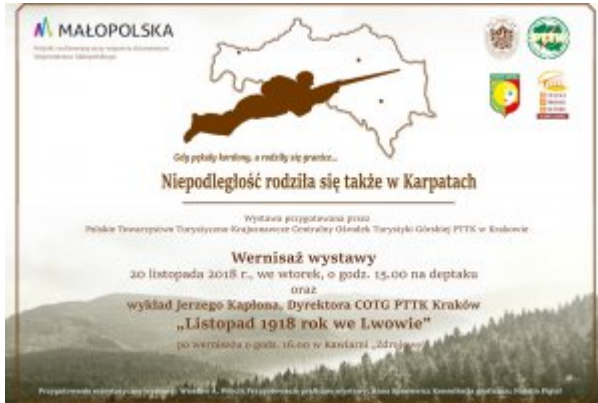 MAŁOPOLSKA
Gdy pękały kordony, a rodziły się granice...
Niepodległość rodziła się także w Karpatach
Wystawa przygotowana przez
Polskie Towarzystwo Turystyczno-Krajoznawcze Centralny Ośrodek Turystyki Górskiej PTTK w Krakowie
Wernisaż wystawy
20 listopada 2018 r., we wtorek, o godz. 15.00 na deptaku
oraz
wykład Jerzego Kapłona, Dyrektora COTG PTTK Kraków
„Listopad 1918 rok we Lwowie”
po wernisażu o godz. 16.00 w Kawiarni „Zdrojowa”